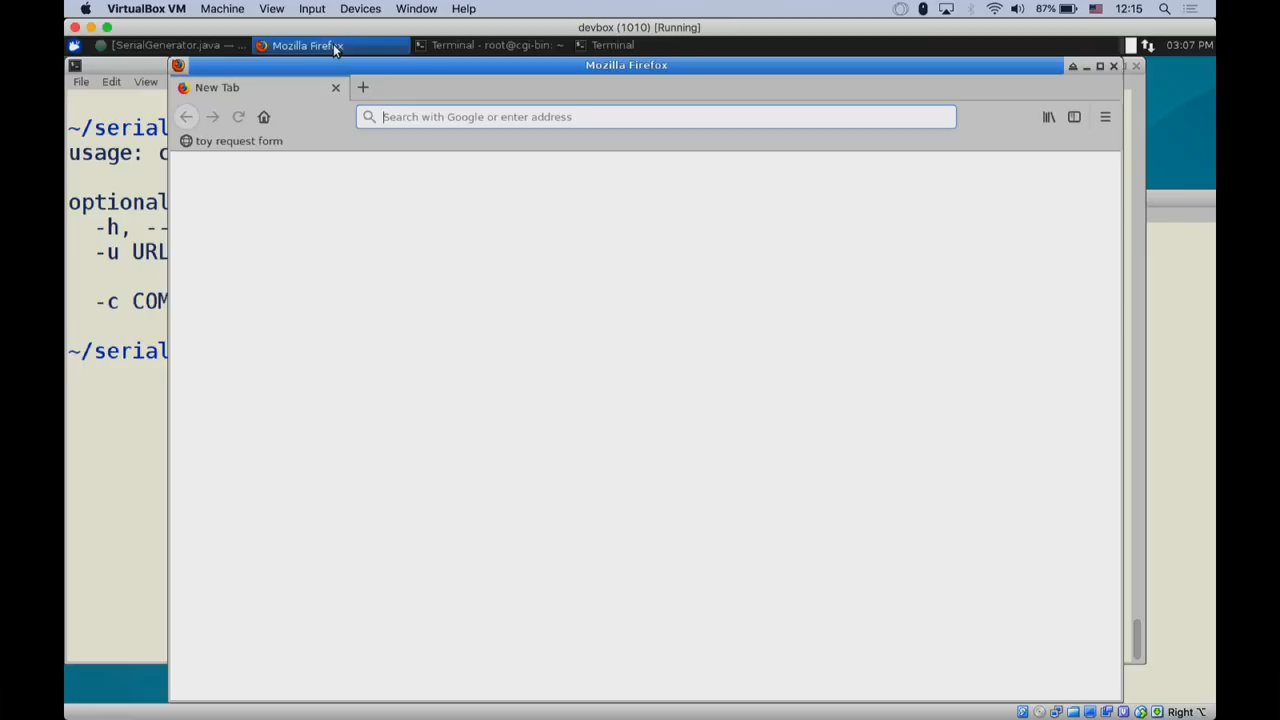 VirtualBox VM Machine View Input Devices Window Help 87% 12:15
devbox (1010) [Running]
[SerialGenerator.java — ... Mozilla Firefox Terminal - root@cgi-bin: ~ Terminal 03:07 PM
Mozilla Firefox
File Edit View
New Tab
Search with Google or enter address
toy request form
~/serial
usage: c
optional
-h, --
-u URL
-c COM
~/serial
Right ⌥